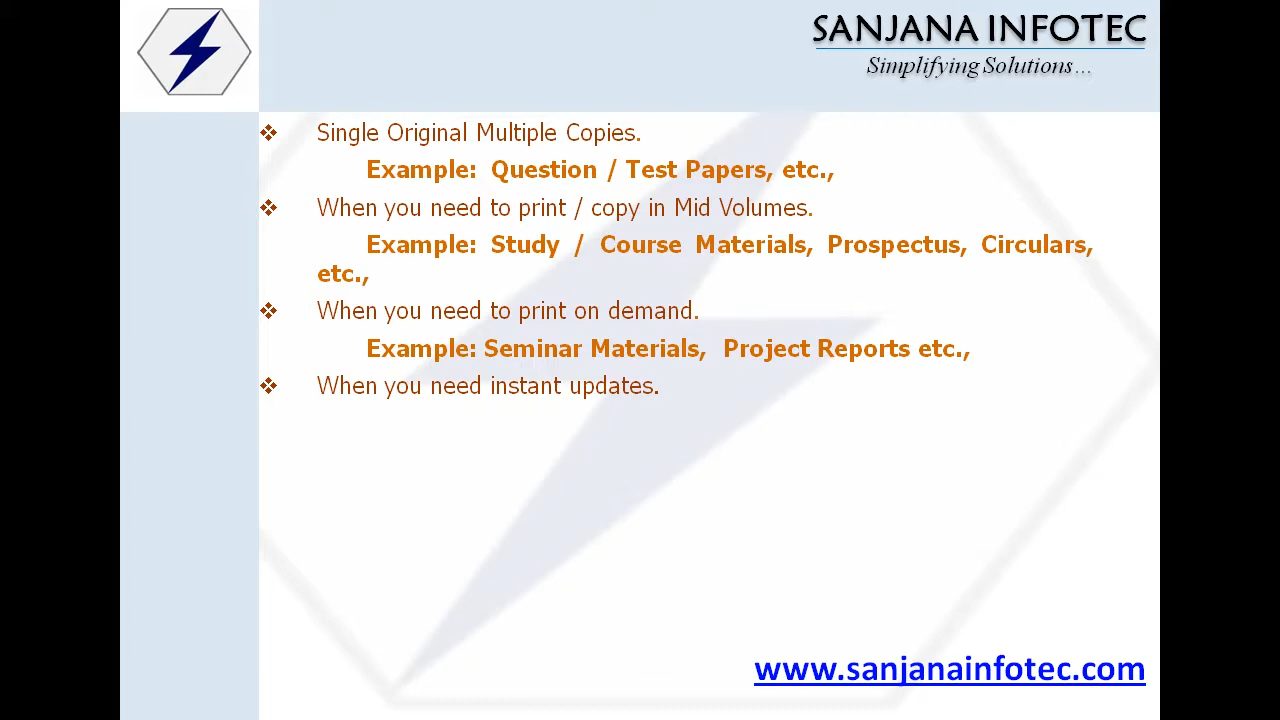 SANJANA INFOTEC
Simplifying Solutions...
❖ Single Original Multiple Copies.
Example: Question / Test Papers, etc.,
❖ When you need to print / copy in Mid Volumes.
Example: Study / Course Materials, Prospectus, Circulars,
etc.,
❖ When you need to print on demand.
Example: Seminar Materials, Project Reports etc.,
❖ When you need instant updates.
www.sanjanainfotec.com